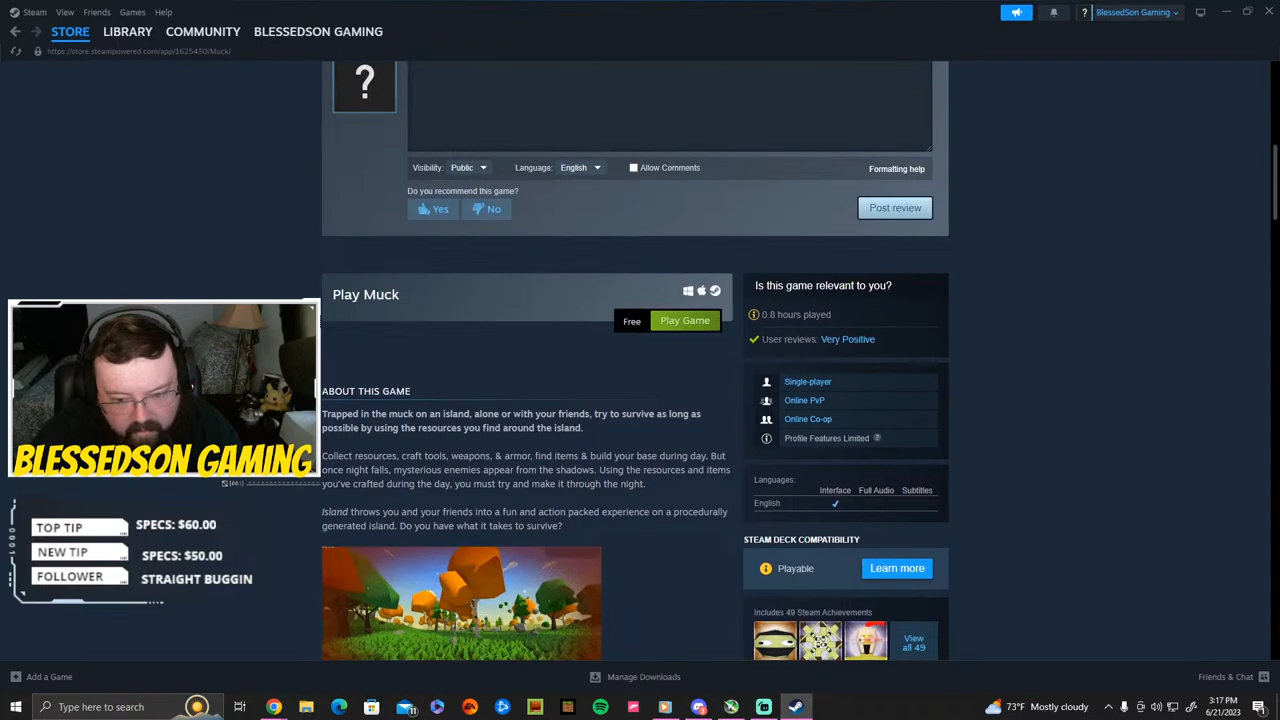 Steam View Friends Games Help
BlessedSon Gaming
STORE LIBRARY COMMUNITY BLESSEDSON GAMING
https://store.steampowered.com/app/1625450/Muck/
?
Visibility: Public Language: English Allow Comments
Formatting help
Do you recommend this game?
Yes No
Post review
Play Muck
Free Play Game
ABOUT THIS GAME
Trapped in the muck on an island, alone or with your friends, try to survive as long as
possible by using the resources you find around the island.
Collect resources, craft tools, weapons, & armor, find items & build your base during day. But
once night falls, mysterious enemies appear from the shadows. Using the resources and items
you've crafted during the day, you must try and make it through the night.
Island throws you and your friends into a fun and action packed experience on a procedurally
generated island. Do you have what it takes to survive?
Is this game relevant to you?
0.8 hours played
User reviews: Very Positive
Single-player
Online PvP
Online Co-op
Profile Features Limited ?
Languages:
Interface Full Audio Subtitles
English
STEAM DECK COMPATIBILITY
Playable
Learn more
Includes 49 Steam Achievements
View
all 49
BLESSEDSON GAMING
TOP TIP SPECS: $60.00
NEW TIP SPECS: $50.00
FOLLOWER STRAIGHT BUGGIN
Add a Game
Manage Downloads
Friends & Chat
Type here to search
73°F Mostly cloudy
3:17 PM
6/21/2023